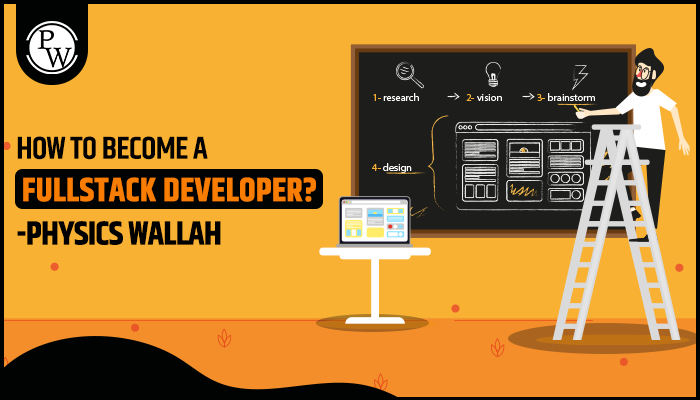 PW
HOW TO BECOME A
FULLSTACK DEVELOPER?
-PHYSICS WALLAH
1- research
2- vision
3- brainstorm
4- design